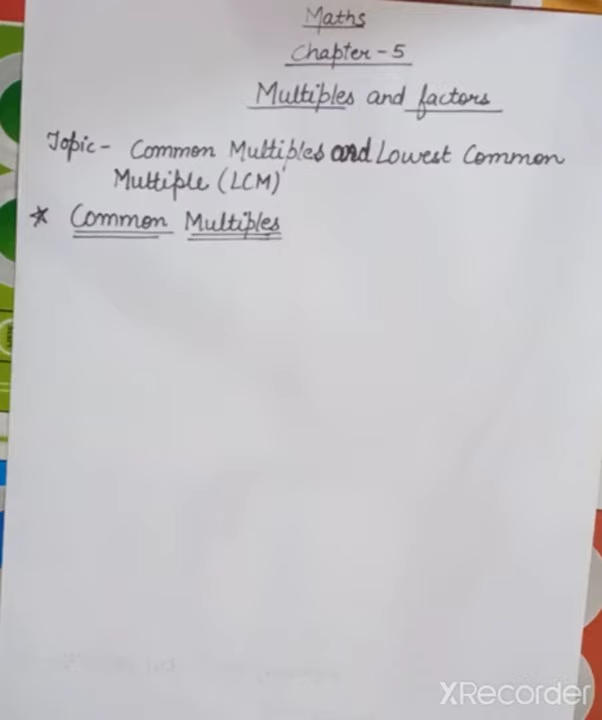 Maths
Chapter - 5
Multiples and factors
Topic - Common Multiples and Lowest Common
Multiple (LCM)
* Common Multiples
XRecorder